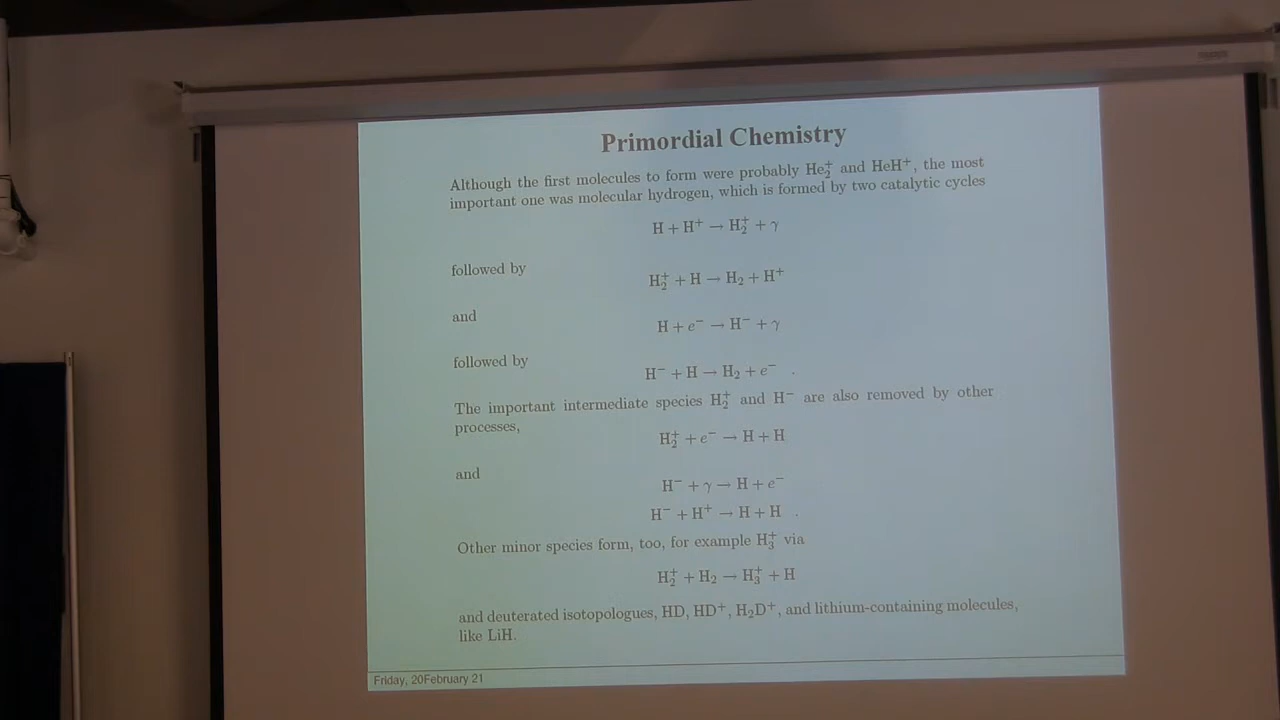 Primordial Chemistry
Although the first molecules to form were probably He₂⁺ and HeH⁺, the most
important one was molecular hydrogen, which is formed by two catalytic cycles
H + H⁺ → H₂⁺ + γ
followed by
H₂⁺ + H → H₂ + H⁺
and
H + e⁻ → H⁻ + γ
followed by
H⁻ + H → H₂ + e⁻ .
The important intermediate species H₂⁺ and H⁻ are also removed by other
processes,
H₂⁺ + e⁻ → H + H
and
H⁻ + γ → H + e⁻
H⁻ + H⁺ → H + H .
Other minor species form, too, for example H₃⁺ via
H₂⁺ + H₂ → H₃⁺ + H
and deuterated isotopologues, HD, HD⁺, H₂D⁺, and lithium-containing molecules,
like LiH.
Friday, 20February 21